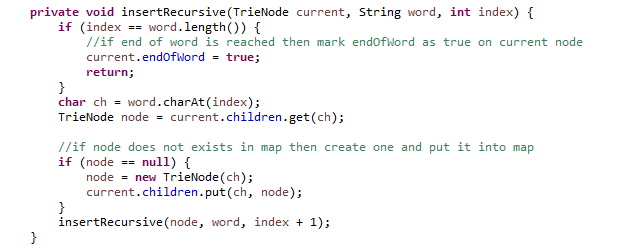 private void insertRecursive(TrieNode current, String word, int index) {
if (index == word.length()) {
//if end of word is reached then mark endOfWord as true on current node
current.endOfWord = true;
return;
}
char ch = word.charAt(index);
TrieNode node = current.children.get(ch);
//if node does not exists in map then create one and put it into map
if (node == null) {
node = new TrieNode(ch);
current.children.put(ch, node);
}
insertRecursive(node, word, index + 1);
}